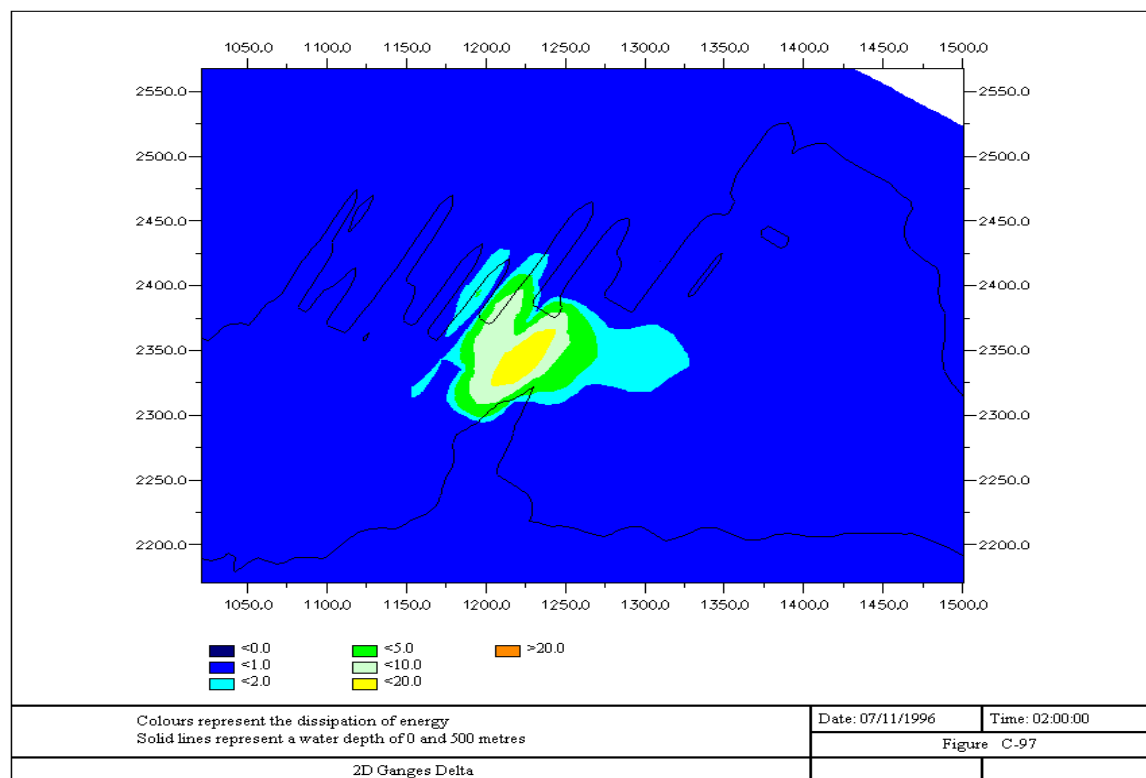 1050.0 1100.0 1150.0 1200.0 1250.0 1300.0 1350.0 1400.0 1450.0 1500.0
2550.0 2550.0
2500.0 2500.0
2450.0 2450.0
2400.0 2400.0
2350.0 2350.0
2300.0 2300.0
2250.0 2250.0
2200.0 2200.0
1050.0 1100.0 1150.0 1200.0 1250.0 1300.0 1350.0 1400.0 1450.0 1500.0
<0.0 <5.0 >20.0
<1.0 <10.0
<2.0 <20.0
Colours represent the dissipation of energy
Solid lines represent a water depth of 0 and 500 metres
Date: 07/11/1996 Time: 02:00:00
Figure C-97
2D Ganges Delta